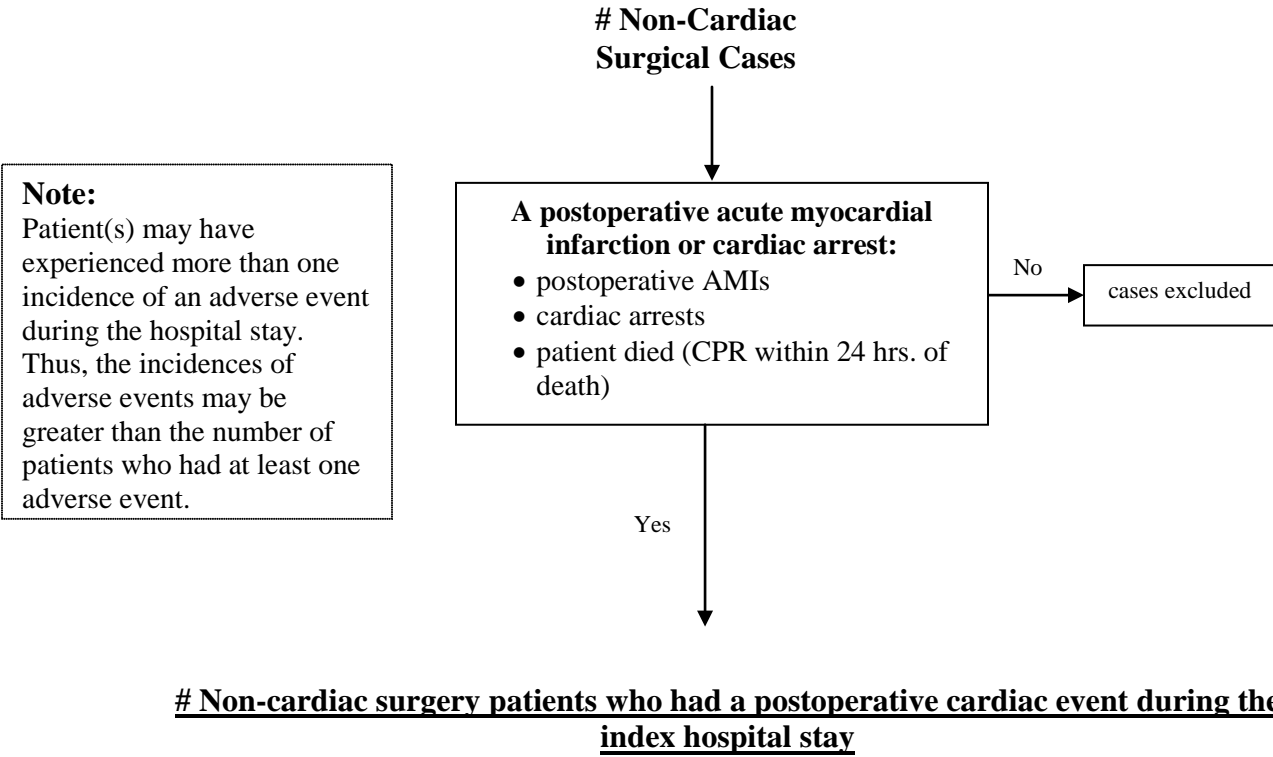 # Non-Cardiac
Surgical Cases
Note:
Patient(s) may have
experienced more than one
incidence of an adverse event
during the hospital stay.
Thus, the incidences of
adverse events may be
greater than the number of
patients who had at least one
adverse event.
A postoperative acute myocardial
infarction or cardiac arrest:
• postoperative AMIs
• cardiac arrests
• patient died (CPR within 24 hrs. of
death)
No
cases excluded
Yes
# Non-cardiac surgery patients who had a postoperative cardiac event during the
index hospital stay